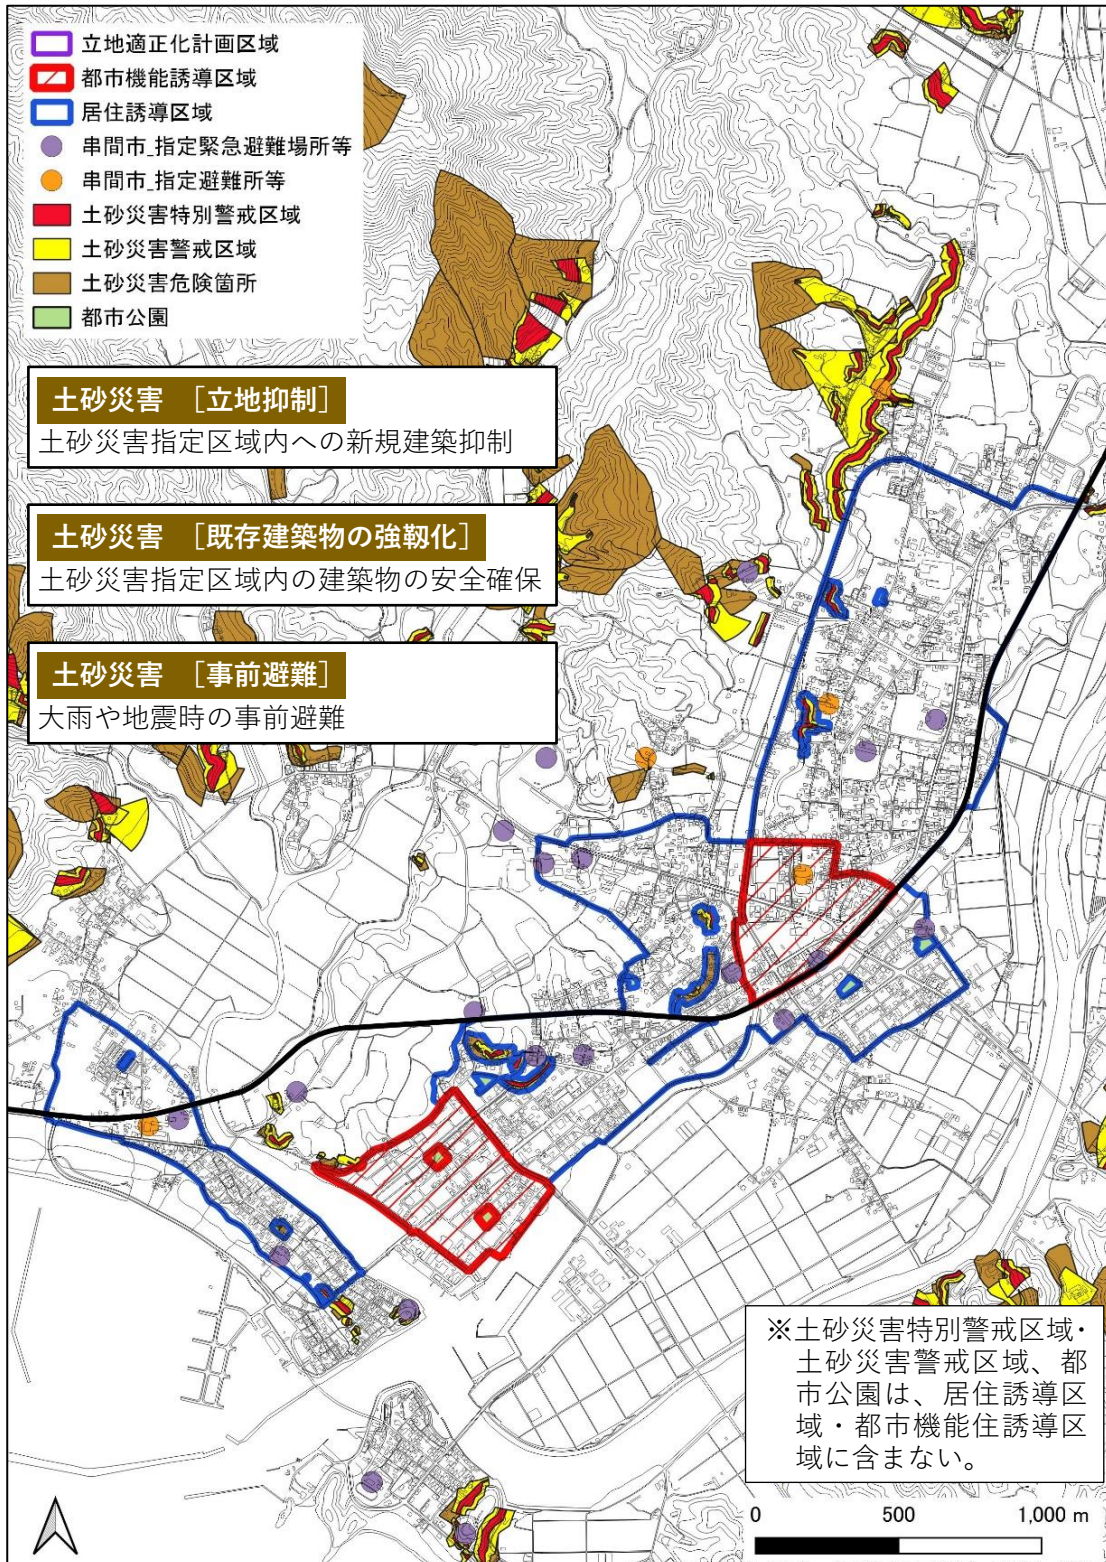 立地適正化計画区域
都市機能誘導区域
居住誘導区域
串間市_指定緊急避難場所等
串間市_指定避難所等
土砂災害特別警戒区域
土砂災害警戒区域
土砂災害危険箇所
都市公園
土砂災害 ［立地抑制］
土砂災害指定区域内への新規建築抑制
土砂災害 ［既存建築物の強靱化］
土砂災害指定区域内の建築物の安全確保
土砂災害 ［事前避難］
大雨や地震時の事前避難
※土砂災害特別警戒区域・
土砂災害警戒区域、都
市公園は、居住誘導区
域・都市機能住誘導区
域に含まない。
0 500 1,000 m